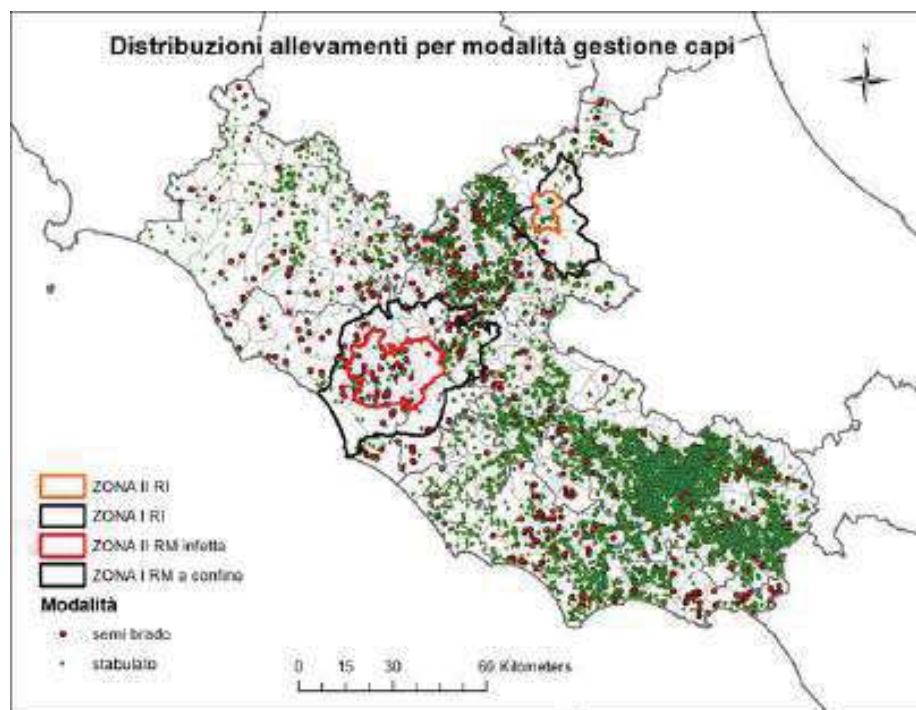 Distribuzioni allevamenti per modalità gestione capi
N
ZONA II RI
ZONA I RI
ZONA II RM infetta
ZONA I RM a confine
Modalità
semi brado
stabulato
0 15 30 60 Kilometers